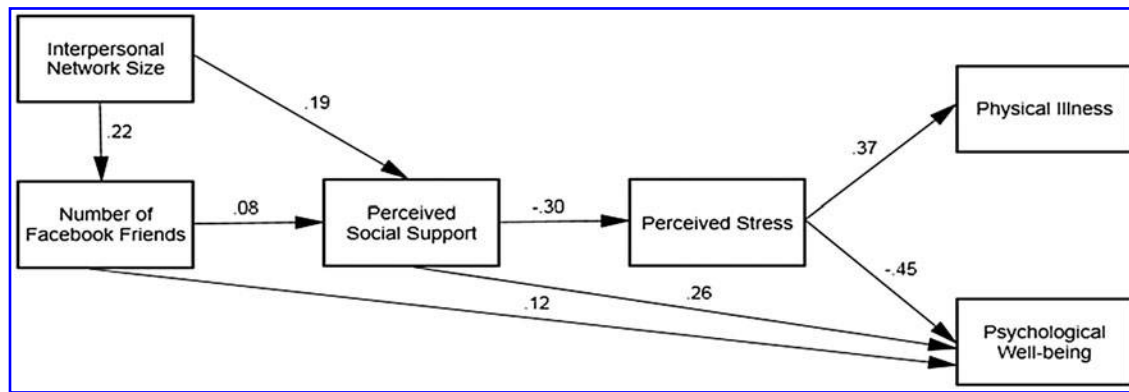 Interpersonal
Network Size
.19
.22
Physical Illness
.37
Number of
Facebook Friends
.08
Perceived
Social Support
-.30
Perceived Stress
-.45
.26
.12
Psychological
Well-being